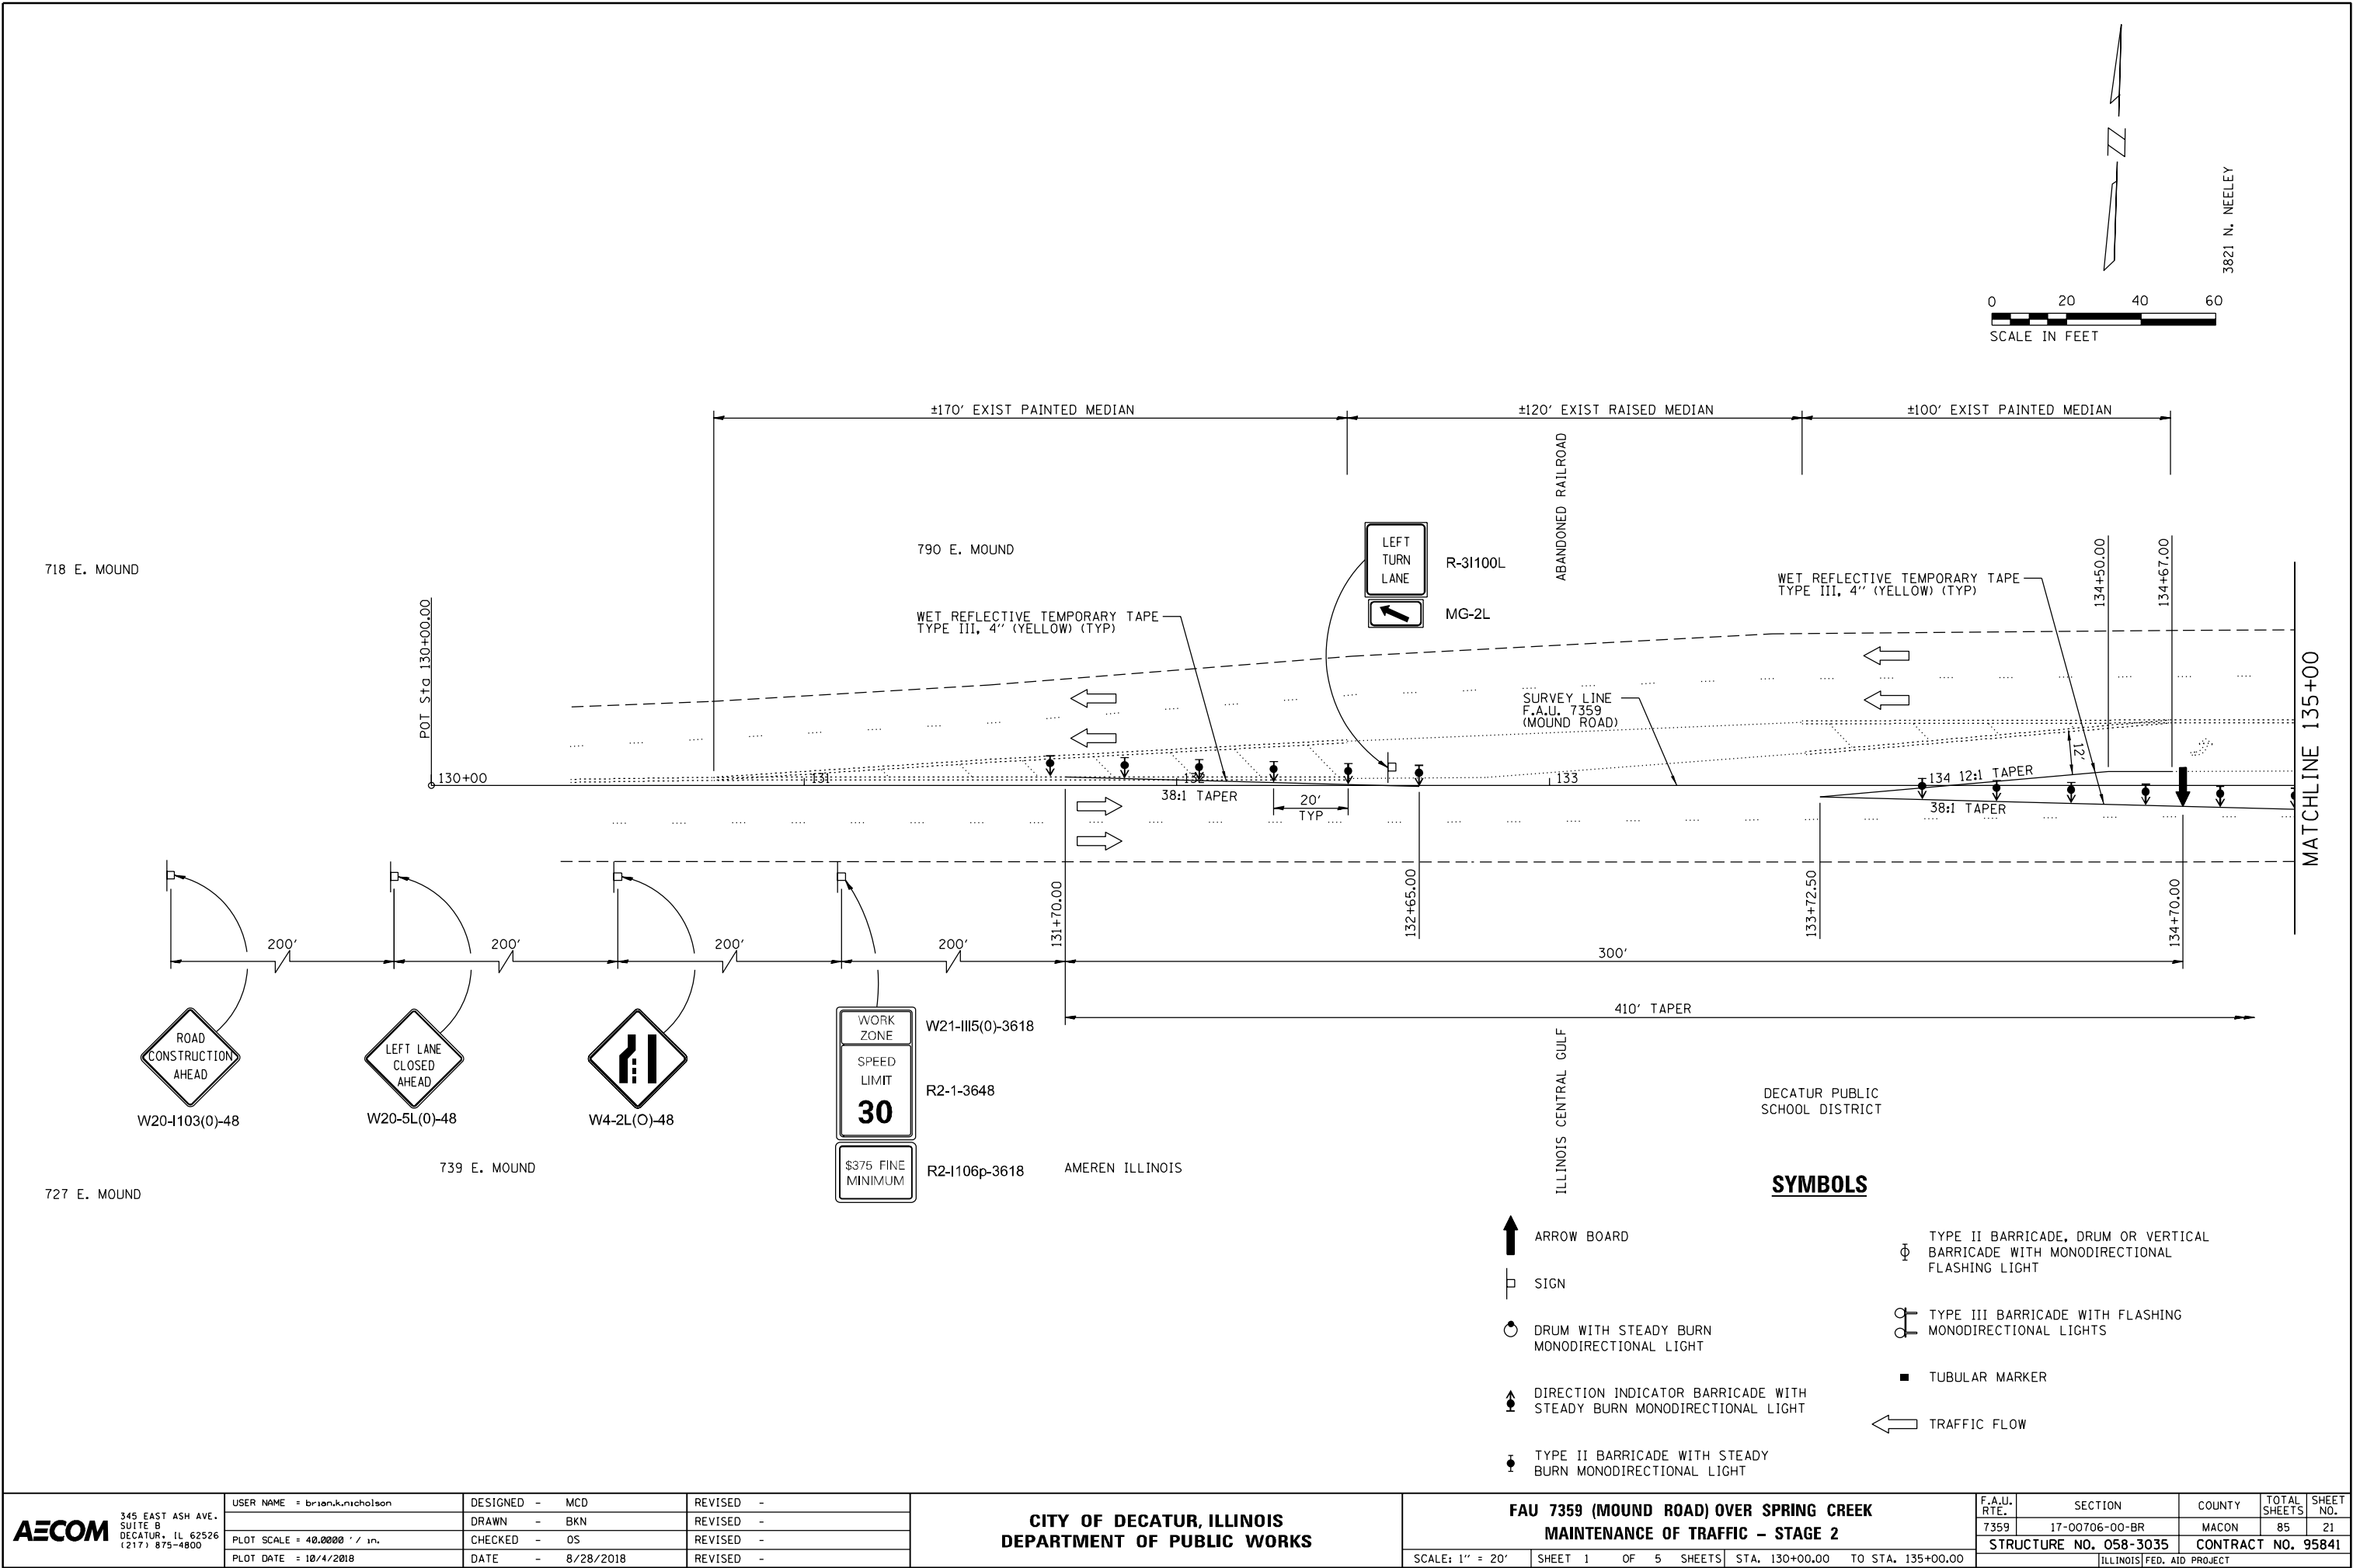 3821 N. NEELEY
0 20 40 60
SCALE IN FEET
±170' EXIST PAINTED MEDIAN
±120' EXIST RAISED MEDIAN
±100' EXIST PAINTED MEDIAN
ABANDONED RAILROAD
718 E. MOUND
790 E. MOUND
LEFT
TURN
LANE
R-3I100L
MG-2L
WET REFLECTIVE TEMPORARY TAPE
TYPE III, 4'' (YELLOW) (TYP)
WET REFLECTIVE TEMPORARY TAPE
TYPE III, 4'' (YELLOW) (TYP)
134+50.00
134+67.00
POT Sta 130+00.00
SURVEY LINE
F.A.U. 7359
(MOUND ROAD)
MATCHLINE 135+00
12'
130+00
131
132
133
134
12:1 TAPER
38:1 TAPER
20'
TYP
38:1 TAPER
131+70.00
132+65.00
133+72.50
134+70.00
200'
200'
200'
200'
300'
410' TAPER
ROAD
CONSTRUCTION
AHEAD
W20-I103(0)-48
LEFT LANE
CLOSED
AHEAD
W20-5L(0)-48
W4-2L(O)-48
WORK
ZONE
W21-III5(0)-3618
SPEED
LIMIT
30
R2-1-3648
$375 FINE
MINIMUM
R2-I106p-3618
ILLINOIS CENTRAL GULF
DECATUR PUBLIC
SCHOOL DISTRICT
739 E. MOUND
AMEREN ILLINOIS
727 E. MOUND
SYMBOLS
ARROW BOARD
SIGN
DRUM WITH STEADY BURN
MONODIRECTIONAL LIGHT
DIRECTION INDICATOR BARRICADE WITH
STEADY BURN MONODIRECTIONAL LIGHT
TYPE II BARRICADE WITH STEADY
BURN MONODIRECTIONAL LIGHT
TYPE II BARRICADE, DRUM OR VERTICAL
BARRICADE WITH MONODIRECTIONAL
FLASHING LIGHT
TYPE III BARRICADE WITH FLASHING
MONODIRECTIONAL LIGHTS
TUBULAR MARKER
TRAFFIC FLOW
AECOM
345 EAST ASH AVE.
SUITE B
DECATUR, IL 62526
(217) 875-4800
USER NAME = brian.k.nicholson
PLOT SCALE = 40.0000 ' / in.
PLOT DATE = 10/4/2018
DESIGNED - MCD
DRAWN - BKN
CHECKED - OS
DATE - 8/28/2018
REVISED -
REVISED -
REVISED -
REVISED -
CITY OF DECATUR, ILLINOIS
DEPARTMENT OF PUBLIC WORKS
FAU 7359 (MOUND ROAD) OVER SPRING CREEK
MAINTENANCE OF TRAFFIC – STAGE 2
SCALE: 1" = 20' SHEET 1 OF 5 SHEETS STA. 130+00.00 TO STA. 135+00.00
F.A.U. RTE. SECTION COUNTY TOTAL SHEETS SHEET NO.
7359 17-00706-00-BR MACON 85 21
STRUCTURE NO. 058-3035 CONTRACT NO. 95841
ILLINOIS FED. AID PROJECT